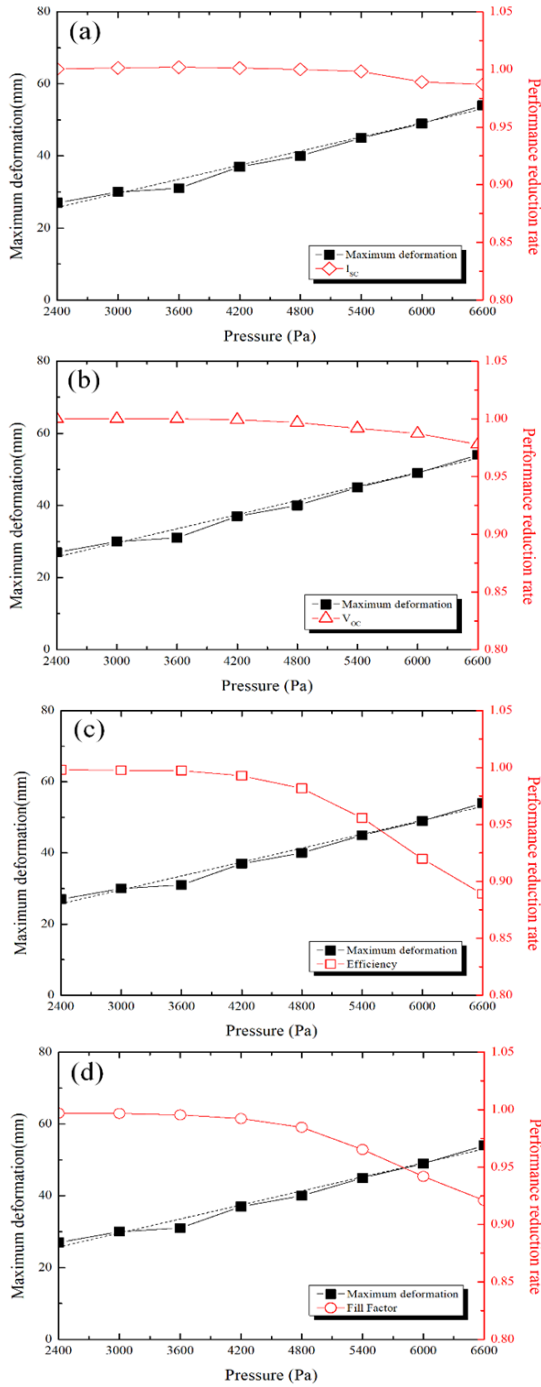 (a)
Maximum deformation(mm)
80
60
40
20
0
1.05
1.00
0.95
0.90
0.85
0.80
Performance reduction rate
Maximum deformation
Isc
2400 3000 3600 4200 4800 5400 6000 6600
Pressure (Pa)
(b)
Maximum deformation(mm)
80
60
40
20
0
1.05
1.00
0.95
0.90
0.85
0.80
Performance reduction rate
Maximum deformation
Voc
2400 3000 3600 4200 4800 5400 6000 6600
Pressure (Pa)
(c)
Maximum deformation(mm)
80
60
40
20
0
1.05
1.00
0.95
0.90
0.85
0.80
Performance reduction rate
Maximum deformation
Efficiency
2400 3000 3600 4200 4800 5400 6000 6600
Pressure (Pa)
(d)
Maximum deformation(mm)
80
60
40
20
0
1.05
1.00
0.95
0.90
0.85
0.80
Performance reduction rate
Maximum deformation
Fill Factor
2400 3000 3600 4200 4800 5400 6000 6600
Pressure (Pa)